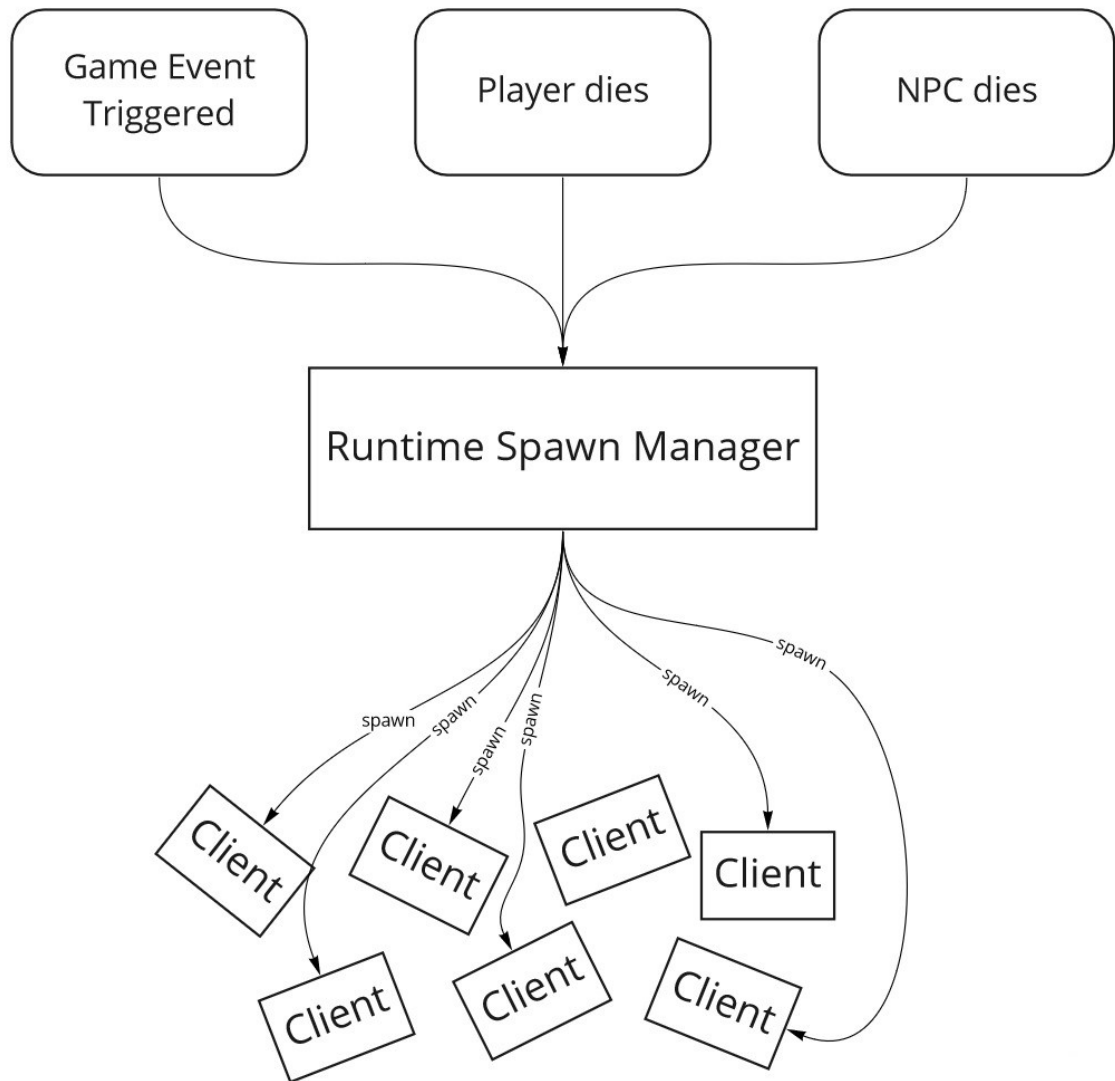 Game Event
Triggered
Player dies
NPC dies
Runtime Spawn Manager
spawn
spawn
spawn
spawn
spawn
spawn
Client
Client
Client
Client
Client
Client
Client